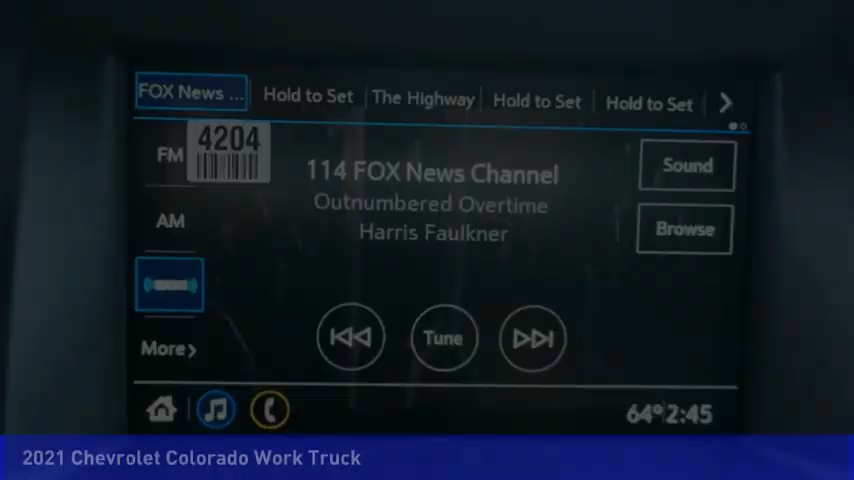 FOX News ... Hold to Set The Highway Hold to Set Hold to Set
FM
4204
114 FOX News Channel
Sound
Outnumbered Overtime
AM
Harris Faulkner
Browse
Tune
More
64° 2:45
2021 Chevrolet Colorado Work Truck